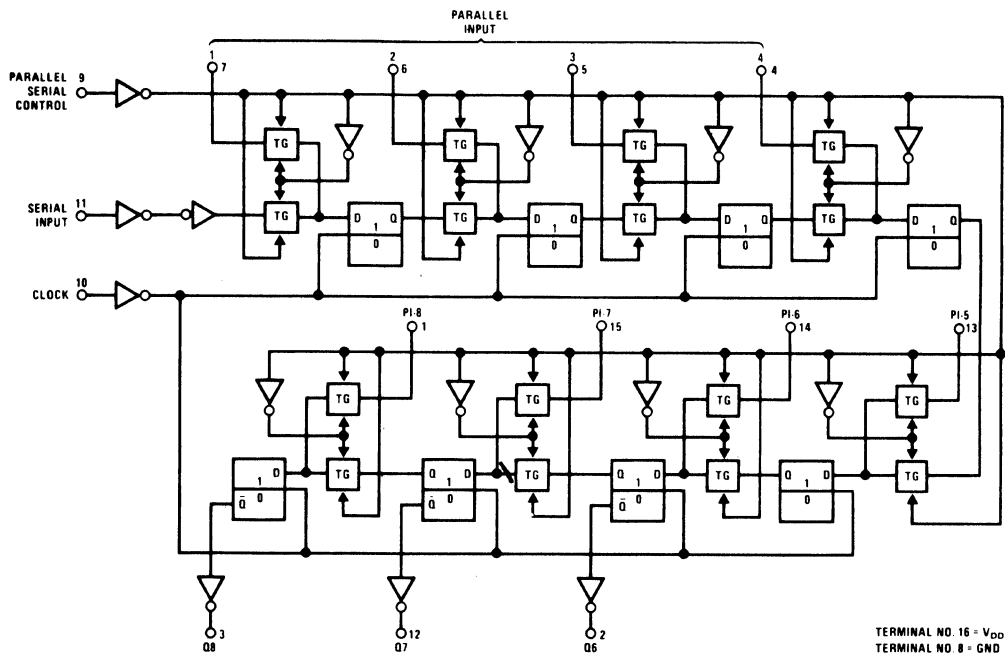 PARALLEL
INPUT
1 2 3 4
7 6 5 4
PARALLEL
SERIAL
CONTROL
9
TG TG TG TG
SERIAL
INPUT
11
TG D Q 1 0 TG D Q 1 0 TG D Q 1 0 TG D Q 1 0
CLOCK
10
PI-8 PI-7 PI-6 PI-5
1 15 14 13
TG TG TG TG
D 1 0 Q̅ TG Q D 1 0 Q̅ TG Q D 1 0 Q̅ TG Q D 1 0 TG
3 12 2
Q8 Q7 Q6
TERMINAL NO. 16 = VDD
TERMINAL NO. 8 = GND